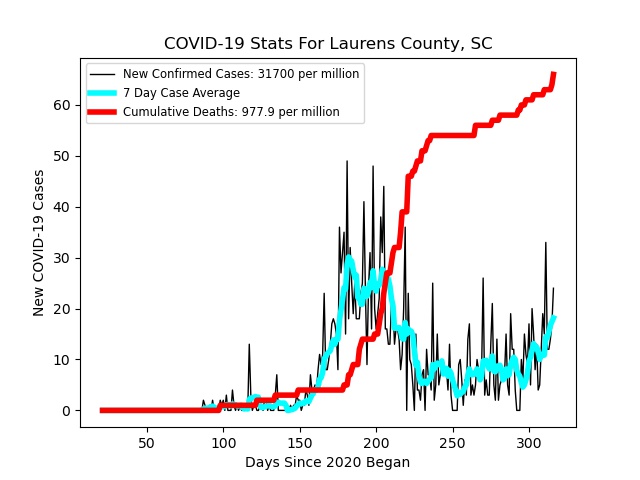 COVID-19 Stats For Laurens County, SC
New Confirmed Cases: 31700 per million
7 Day Case Average
Cumulative Deaths: 977.9 per million
New COVID-19 Cases
60
50
40
30
20
10
0
50 100 150 200 250 300
Days Since 2020 Began